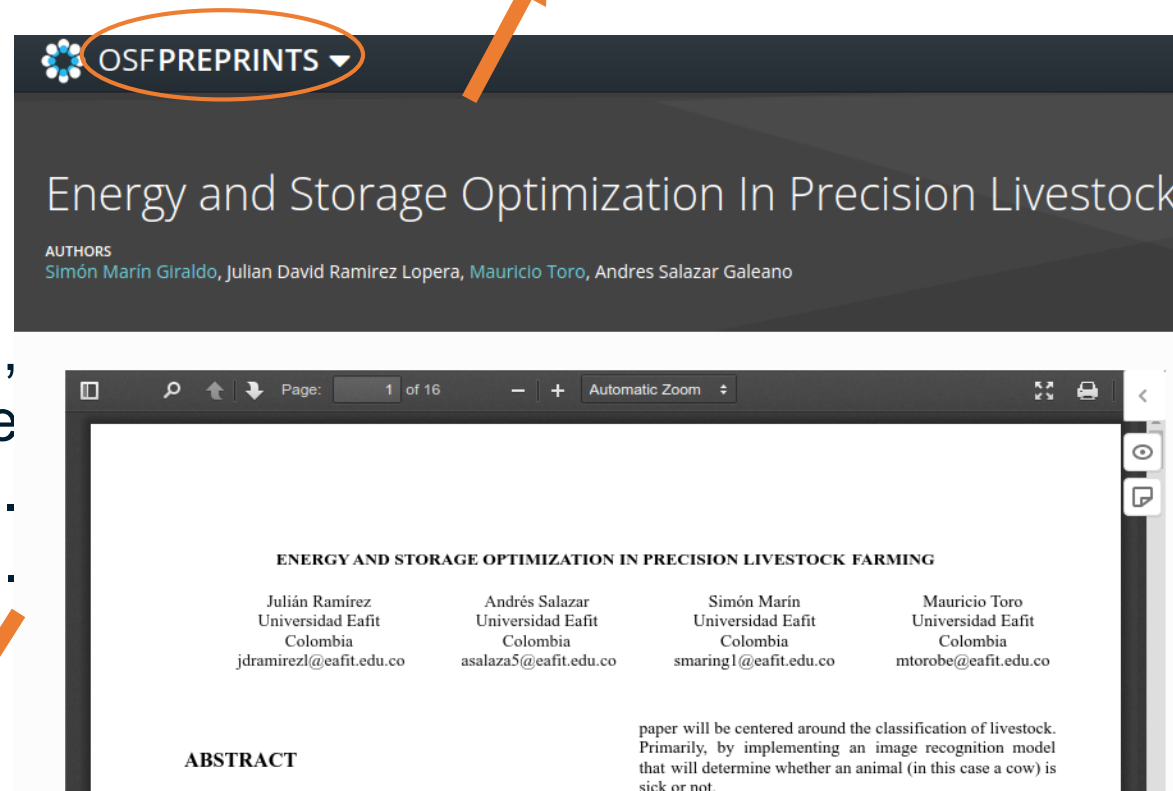 OSFPREPRINTS
Energy and Storage Optimization In Precision Livestock
AUTHORS
Simón Marín Giraldo, Julian David Ramirez Lopera, Mauricio Toro, Andres Salazar Galeano
,
e
.
.
Page: 1 of 16 Automatic Zoom
ENERGY AND STORAGE OPTIMIZATION IN PRECISION LIVESTOCK FARMING
Julián Ramírez Andrés Salazar Simón Marín Mauricio Toro
Universidad Eafit Universidad Eafit Universidad Eafit Universidad Eafit
Colombia Colombia Colombia Colombia
jdramirezl@eafit.edu.co asalaza5@eafit.edu.co smaring1@eafit.edu.co mtorobe@eafit.edu.co
ABSTRACT
paper will be centered around the classification of livestock.
Primarily, by implementing an image recognition model
that will determine whether an animal (in this case a cow) is
sick or not.